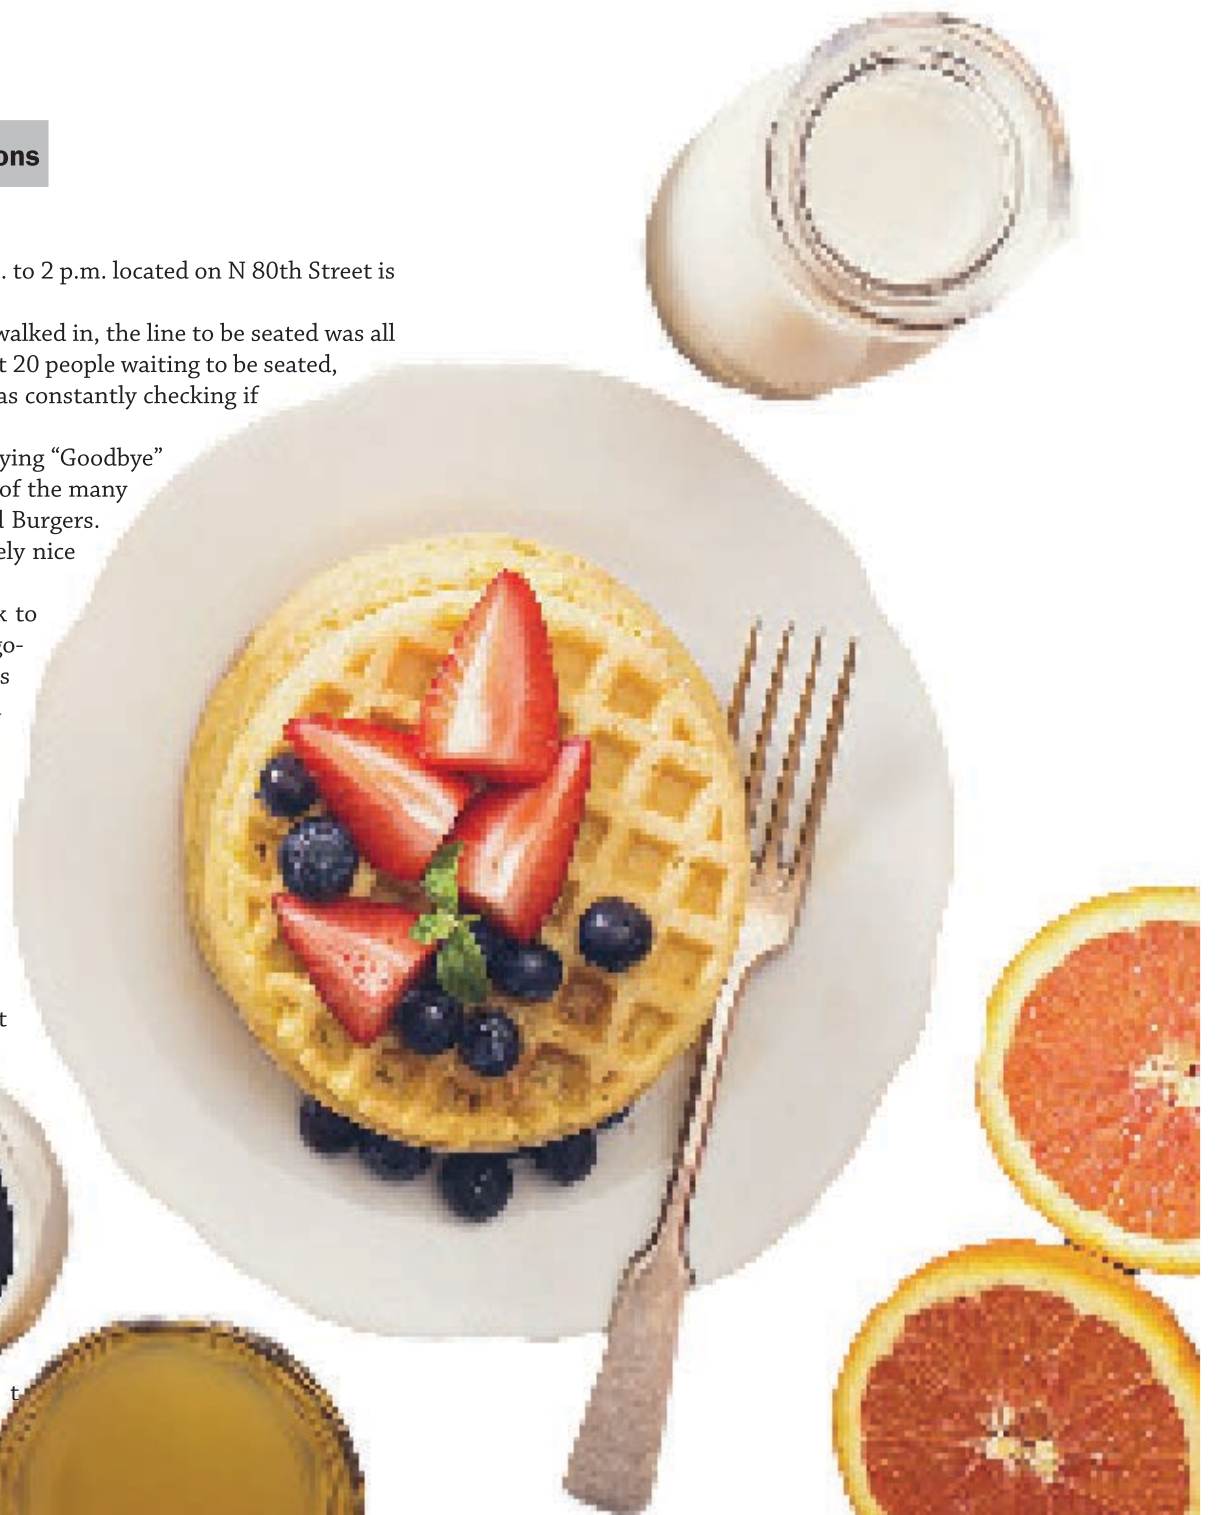 ons
. to 2 p.m. located on N 80th Street is
walked in, the line to be seated was all
t 20 people waiting to be seated,
as constantly checking if
ying “Goodbye”
of the many
l Burgers.
ely nice
k to
go-
s
t
t